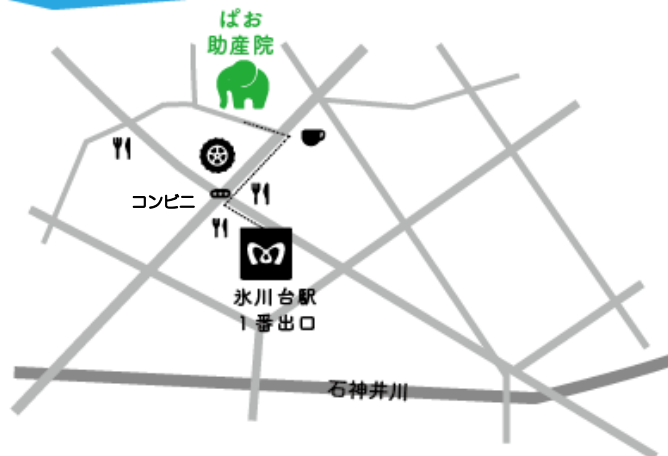 ぱお
助産院
コンビニ
氷川台駅
1番出口
石神井川